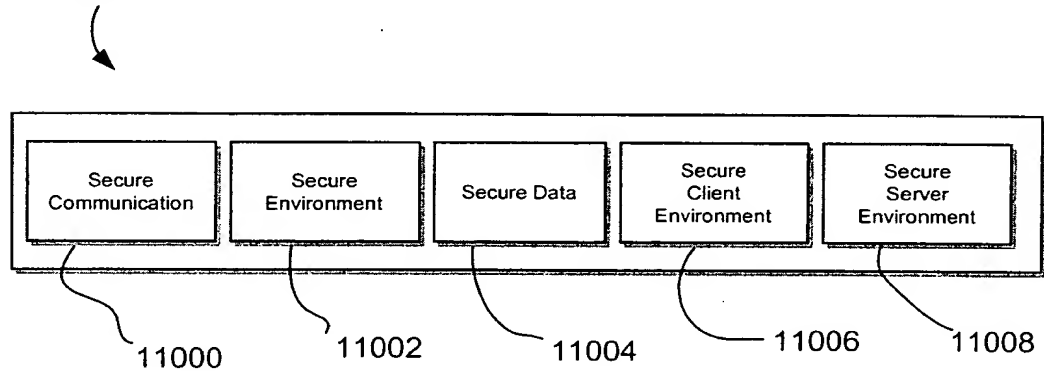 Secure
Communication
Secure
Environment
Secure Data
Secure
Client
Environment
Secure
Server
Environment
11000
11002
11004
11006
11008